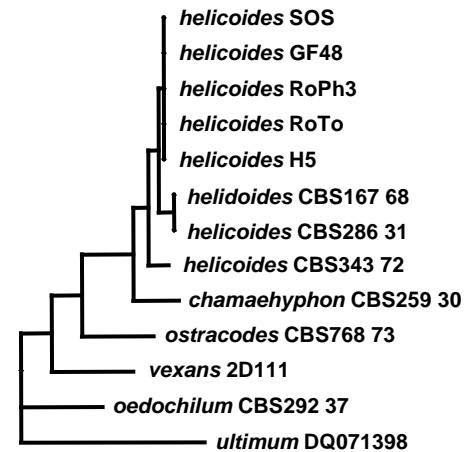 helicoides SOS
helicoides GF48
helicoides RoPh3
helicoides RoTo
helicoides H5
helidoides CBS167 68
helicoides CBS286 31
helicoides CBS343 72
chamaehyphon CBS259 30
ostracodes CBS768 73
vexans 2D111
oedochilum CBS292 37
ultimum DQ071398